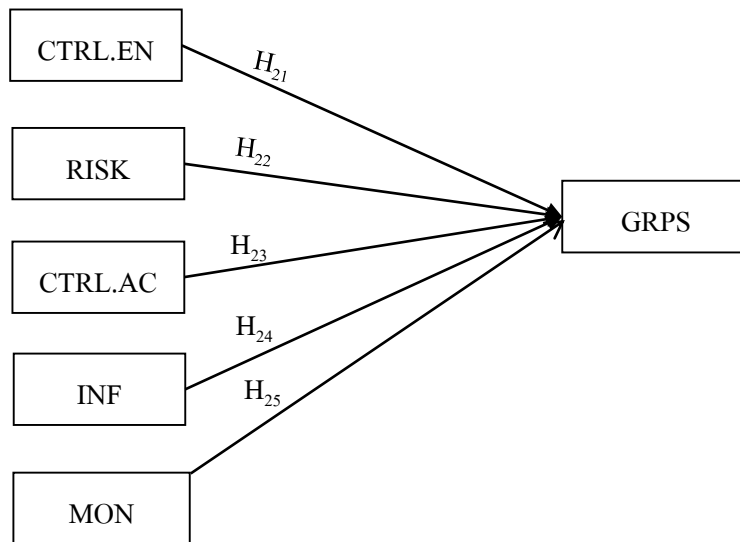 CTRL.EN
H21
RISK
H22
GRPS
CTRL.AC
H23
H24
INF
H25
MON